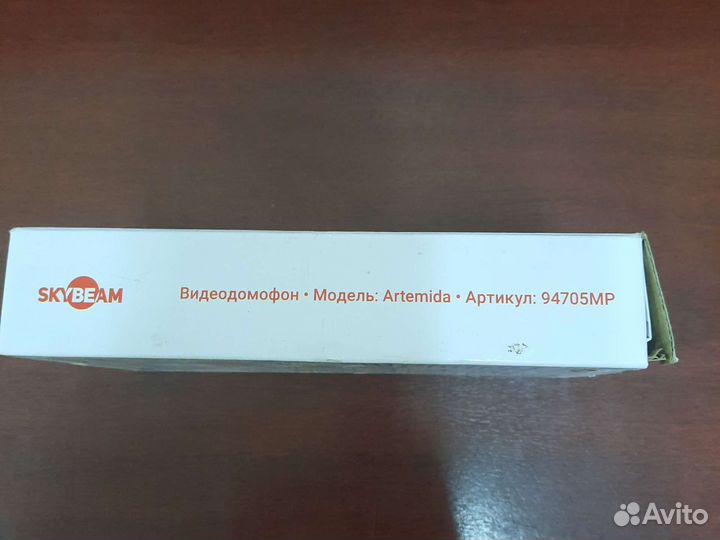 SKYBEAM
Видеодомофон • Модель: Artemida • Артикул: 94705MP
Avito